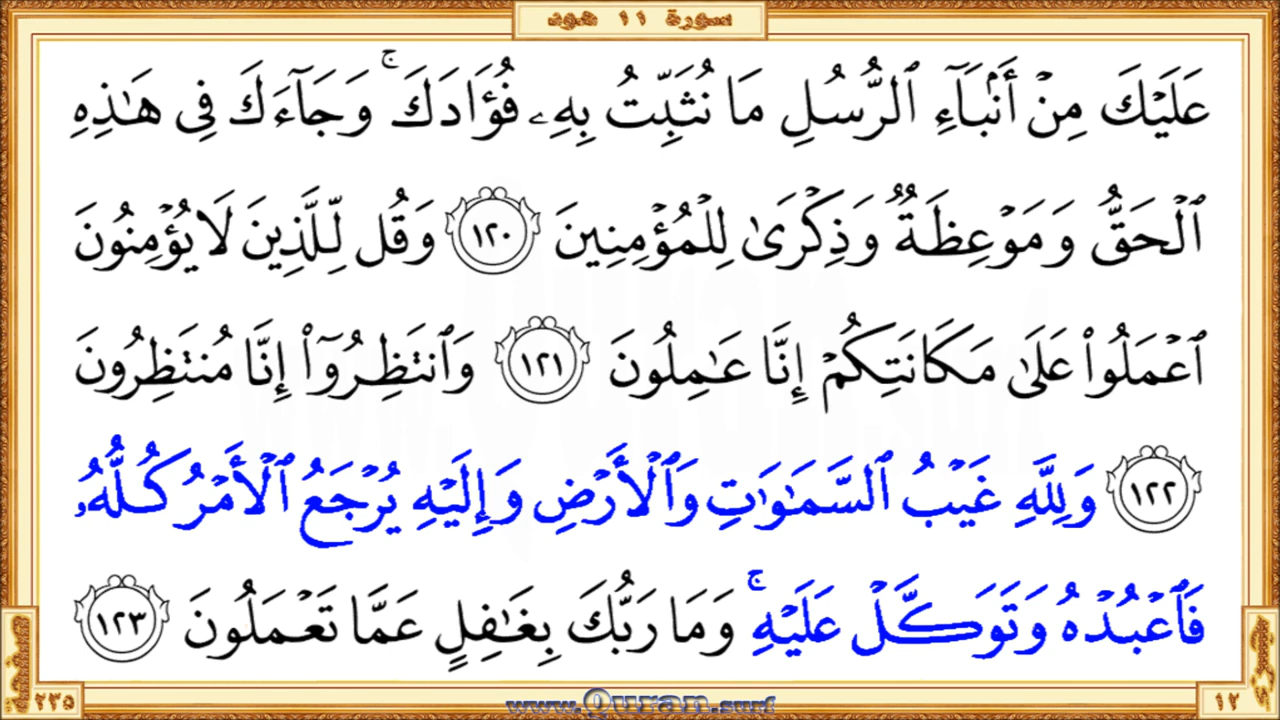 سورة ١١ هود
عَلَيْكَ مِنْ أَنۢبَآءِ ٱلرُّسُلِ مَا نُثَبِّتُ بِهِۦ فُؤَادَكَ ۚ وَجَآءَكَ فِى هَٰذِهِ
ٱلْحَقُّ وَمَوْعِظَةٌ وَذِكْرَىٰ لِلْمُؤْمِنِينَ ١٢٠ وَقُل لِّلَّذِينَ لَا يُؤْمِنُونَ
ٱعْمَلُوا۟ عَلَىٰ مَكَانَتِكُمْ إِنَّا عَٰمِلُونَ ١٢١ وَٱنتَظِرُوٓا۟ إِنَّا مُنتَظِرُونَ
١٢٢ وَلِلَّهِ غَيْبُ ٱلسَّمَٰوَٰتِ وَٱلْأَرْضِ وَإِلَيْهِ يُرْجَعُ ٱلْأَمْرُ كُلُّهُۥ
فَٱعْبُدْهُ وَتَوَكَّلْ عَلَيْهِ ۚ وَمَا رَبُّكَ بِغَٰفِلٍ عَمَّا تَعْمَلُونَ ١٢٣
٢٣٥
١٢
www.Quran.surf